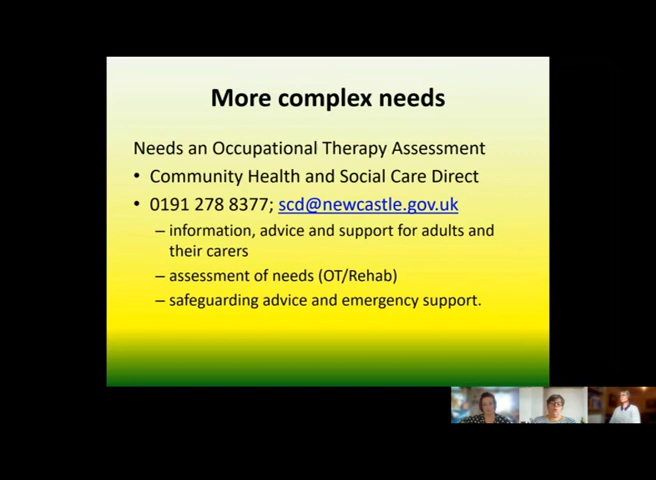 More complex needs
Needs an Occupational Therapy Assessment
• Community Health and Social Care Direct
• 0191 278 8377; scd@newcastle.gov.uk
– information, advice and support for adults and
their carers
– assessment of needs (OT/Rehab)
– safeguarding advice and emergency support.